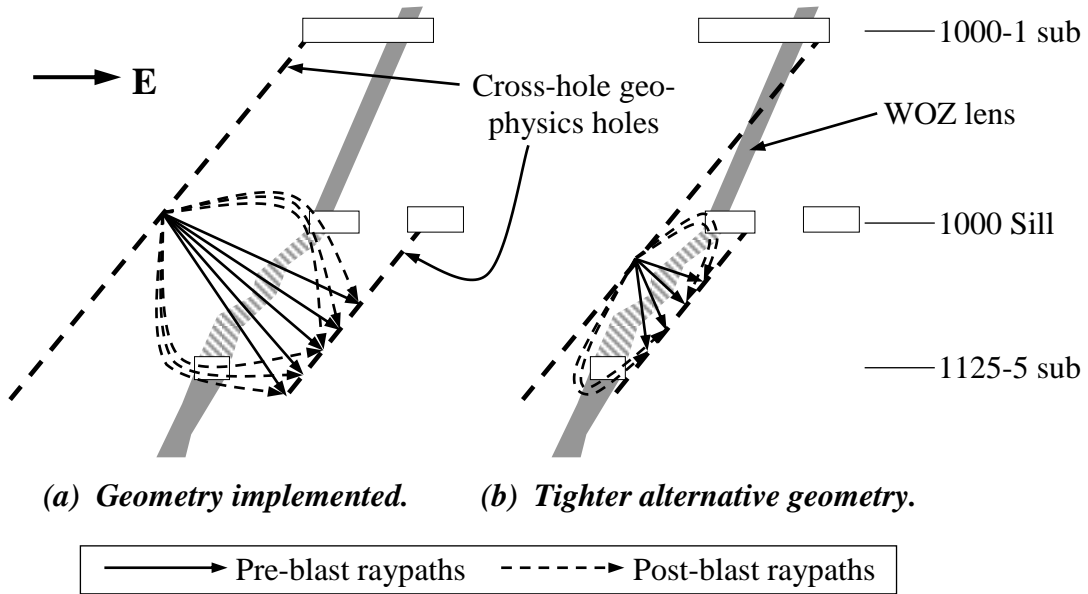 1000-1 sub
E
Cross-hole geo-
physics holes
WOZ lens
1000 Sill
1125-5 sub
(a) Geometry implemented.
(b) Tighter alternative geometry.
Pre-blast raypaths
Post-blast raypaths